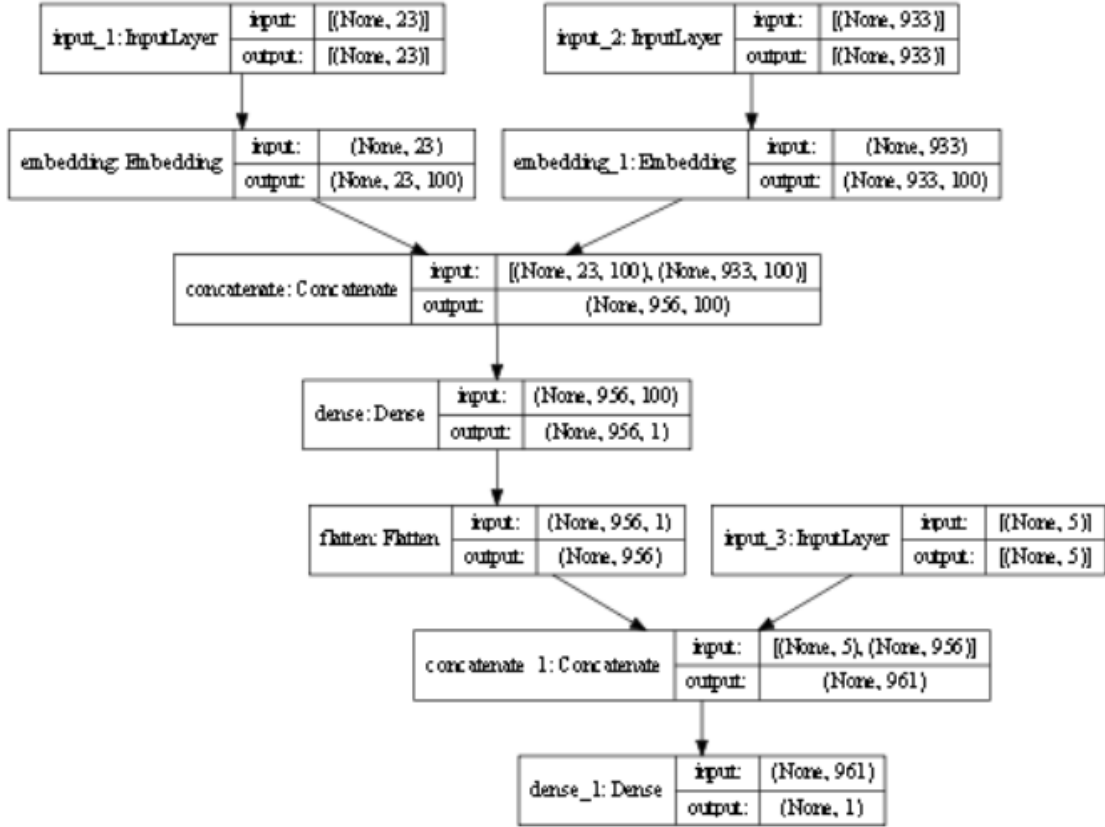 input_1: InputLayer input: [(None, 23)]
output: [(None, 23)]
input_2: InputLayer input: [(None, 933)]
output: [(None, 933)]
embedding: Embedding input: (None, 23)
output: (None, 23, 100)
embedding_1: Embedding input: (None, 933)
output: (None, 933, 100)
concatenate: Concatenate input: [(None, 23, 100), (None, 933, 100)]
output: (None, 956, 100)
dense: Dense input: (None, 956, 100)
output: (None, 956, 1)
flatten: Flatten input: (None, 956, 1)
output: (None, 956)
input_3: InputLayer input: [(None, 5)]
output: [(None, 5)]
concatenate_1: Concatenate input: [(None, 5), (None, 956)]
output: (None, 961)
dense_1: Dense input: (None, 961)
output: (None, 1)